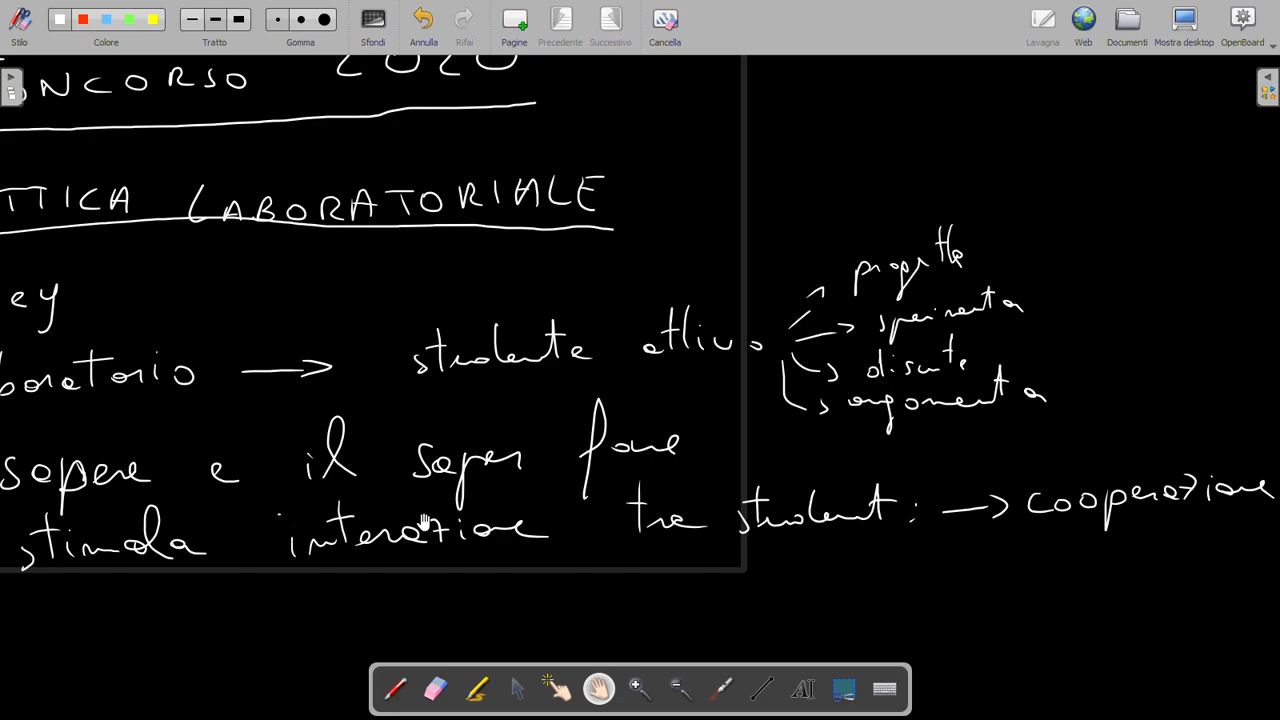 Stilo Colore Tratto Gomma Sfondi Annulla Rifai Pagine Precedente Successivo Cancella Lavagna Web Documenti Mostra desktop OpenBoard
ONCORSO 2020
TTICA LABORATORIALE
ey
progetta
sperimenta
boratorio → studente attivo
discute
argomenta
sapere e il saper fare
stimola interazione tra studenti → cooperazione